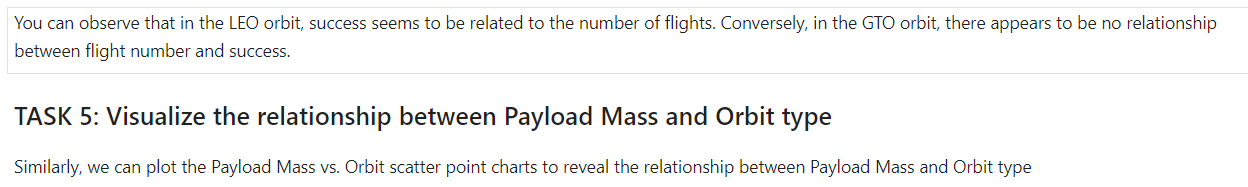 You can observe that in the LEO orbit, success seems to be related to the number of flights. Conversely, in the GTO orbit, there appears to be no relationship
between flight number and success.
TASK 5: Visualize the relationship between Payload Mass and Orbit type
Similarly, we can plot the Payload Mass vs. Orbit scatter point charts to reveal the relationship between Payload Mass and Orbit type